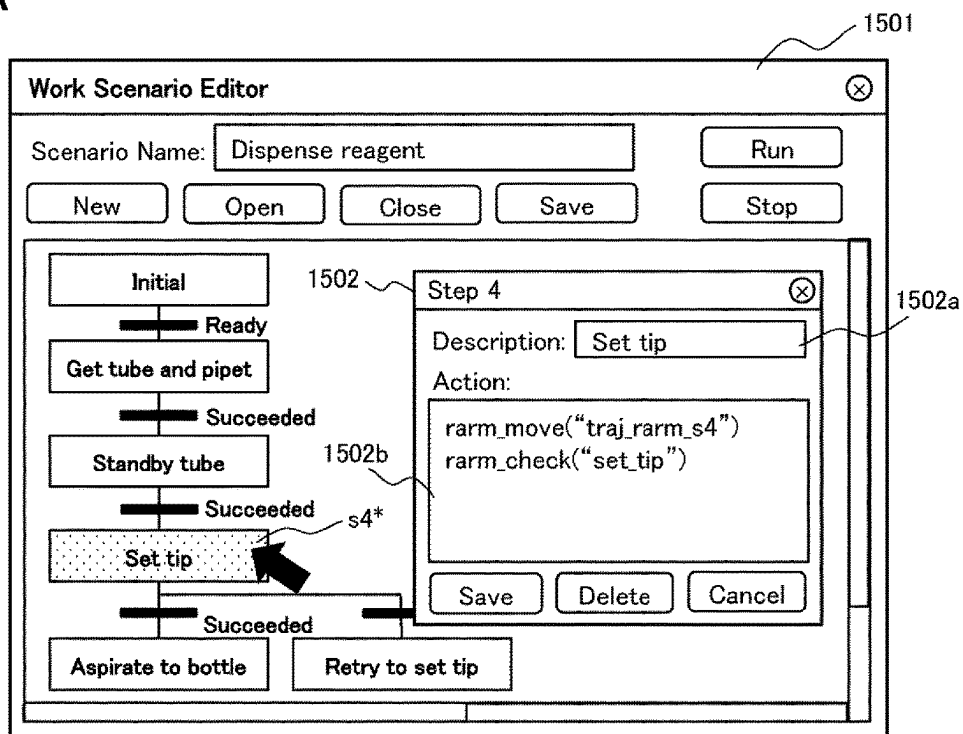 A
1501
Work Scenario Editor
Scenario Name: Dispense reagent
Run
New Open Close Save Stop
Initial
Ready
Get tube and pipet
Succeeded
Standby tube
Succeeded
s4*
Set tip
Succeeded
Aspirate to bottle
Retry to set tip
1502
Step 4
1502a
Description: Set tip
Action:
1502b
rarm_move(“traj_rarm_s4”)
rarm_check(“set_tip”)
Save Delete Cancel